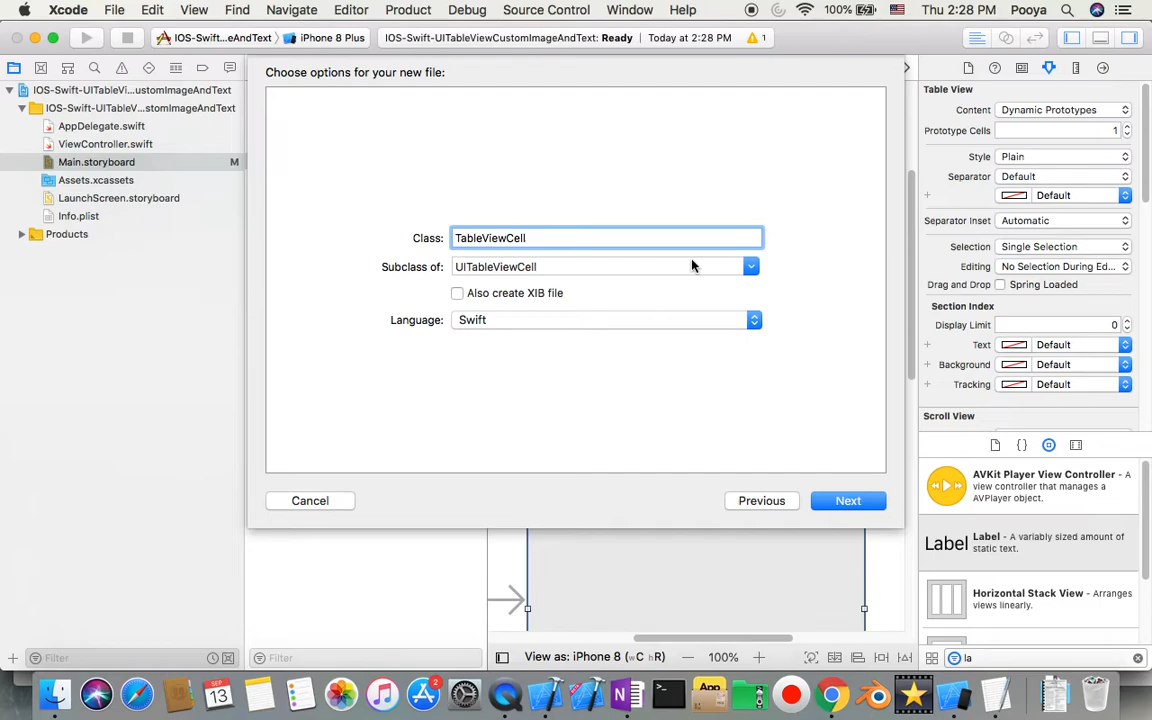 Xcode File Edit View Find Navigate Editor Product Debug Source Control Window Help 100% Thu 2:28 PM Pooya
IOS-Swift...eAndText iPhone 8 Plus IOS-Swift-UITableViewCustomImageAndText: Ready Today at 2:28 PM 1
IOS-Swift-UITableVi...ustomImageAndText
IOS-Swift-UITableV...stomImageAndText
AppDelegate.swift
ViewController.swift
Main.storyboard M
Assets.xcassets
LaunchScreen.storyboard
Info.plist
Products
Choose options for your new file:
Class: TableViewCell
Subclass of: UITableViewCell
Also create XIB file
Language: Swift
Cancel Previous Next
Table View
Content Dynamic Prototypes
Prototype Cells 1
Style Plain
Separator Default
+ Default
Separator Inset Automatic
Selection Single Selection
Editing No Selection During Ed...
Drag and Drop Spring Loaded
Section Index
Display Limit 0
+ Text Default
+ Background Default
+ Tracking Default
Scroll View
AVKit Player View Controller - A
view controller that manages a
AVPlayer object.
Label Label - A variably sized amount of
static text.
Horizontal Stack View - Arranges
views linearly.
+ Filter Filter View as: iPhone 8 (wC hR) — 100% + la
SEP
13
2
App